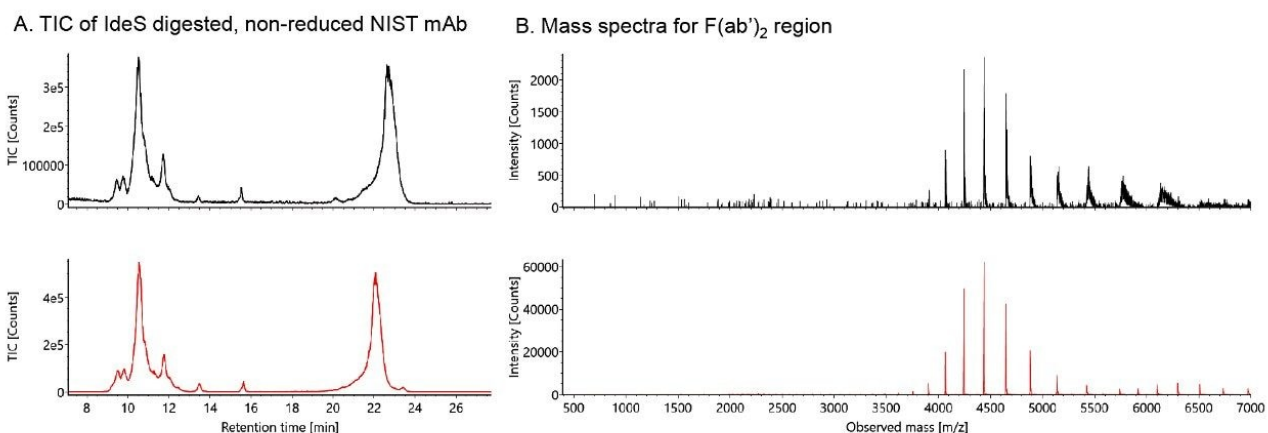 A. TIC of IdeS digested, non-reduced NIST mAb
B. Mass spectra for F(ab’)₂ region
TIC [Counts]
3e5
2e5
100000
0
Intensity [Counts]
2000
1500
1000
500
0
TIC [Counts]
4e5
2e5
0
8 10 12 14 16 18 20 22 24 26
Retention time [min]
Intensity [Counts]
60000
40000
20000
0
500 1000 1500 2000 2500 3000 3500 4000 4500 5000 5500 6000 6500 7000
Observed mass [m/z]